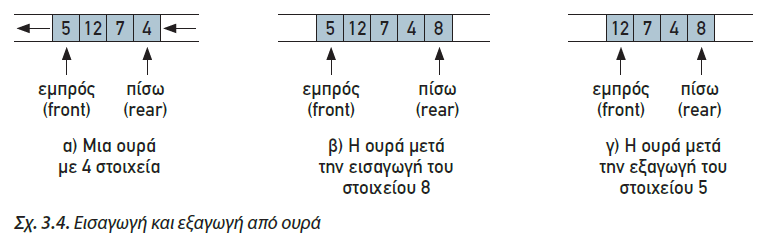 5 12 7 4
εμπρός (front)
πίσω (rear)
α) Μια ουρά
με 4 στοιχεία
5 12 7 4 8
εμπρός (front)
πίσω (rear)
β) Η ουρά μετά
την εισαγωγή του
στοιχείου 8
12 7 4 8
εμπρός (front)
πίσω (rear)
γ) Η ουρά μετά
την εξαγωγή του
στοιχείου 5
Σχ. 3.4. Εισαγωγή και εξαγωγή από ουρά